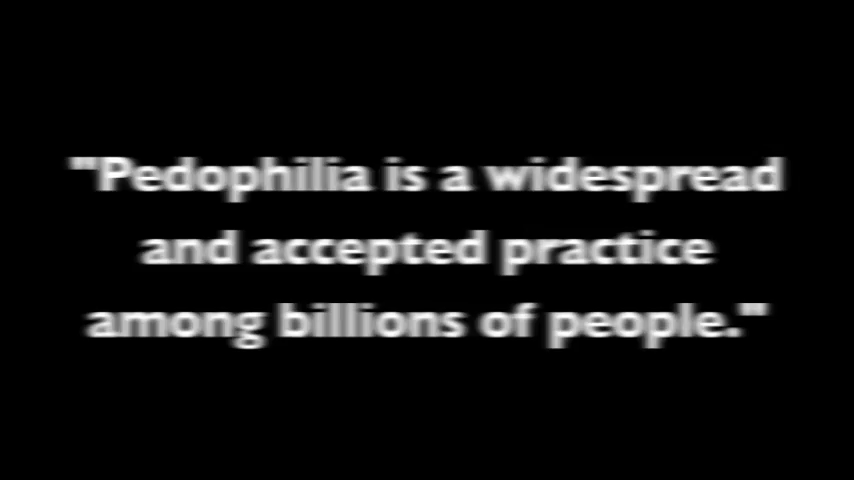 "Pedophilia is a widespread
and accepted practice
among billions of people."